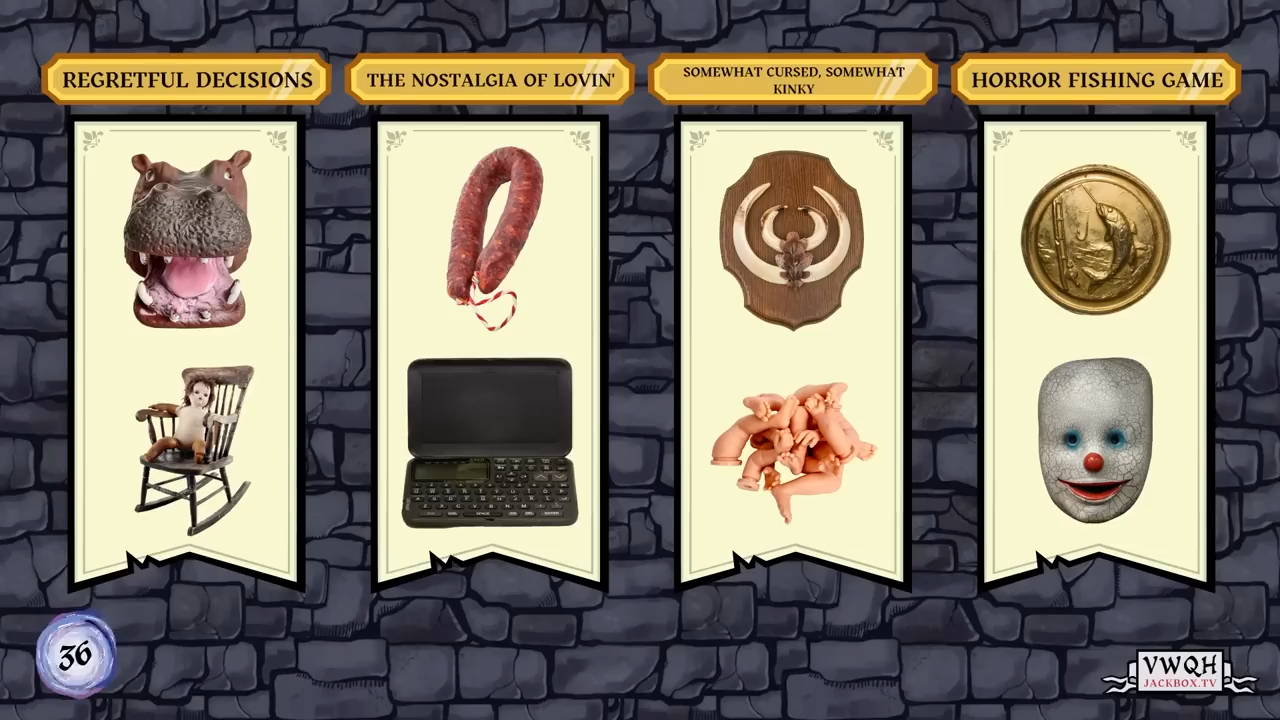 REGRETFUL DECISIONS
THE NOSTALGIA OF LOVIN'
SOMEWHAT CURSED, SOMEWHAT
KINKY
HORROR FISHING GAME
36
VWQH
JACKBOX.TV